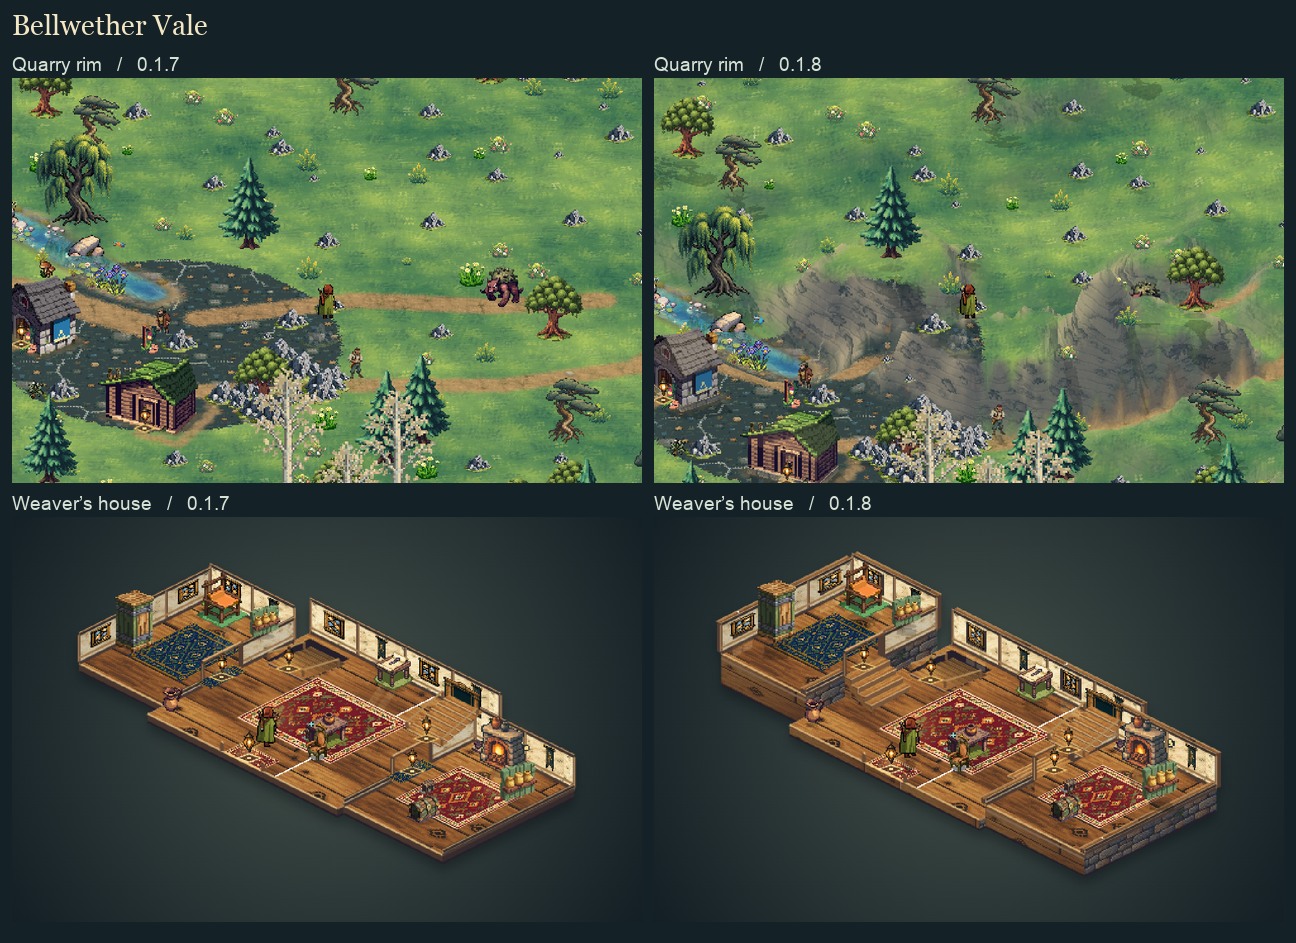 Bellwether Vale
Quarry rim / 0.1.7
Quarry rim / 0.1.8
Weaver’s house / 0.1.7
Weaver’s house / 0.1.8